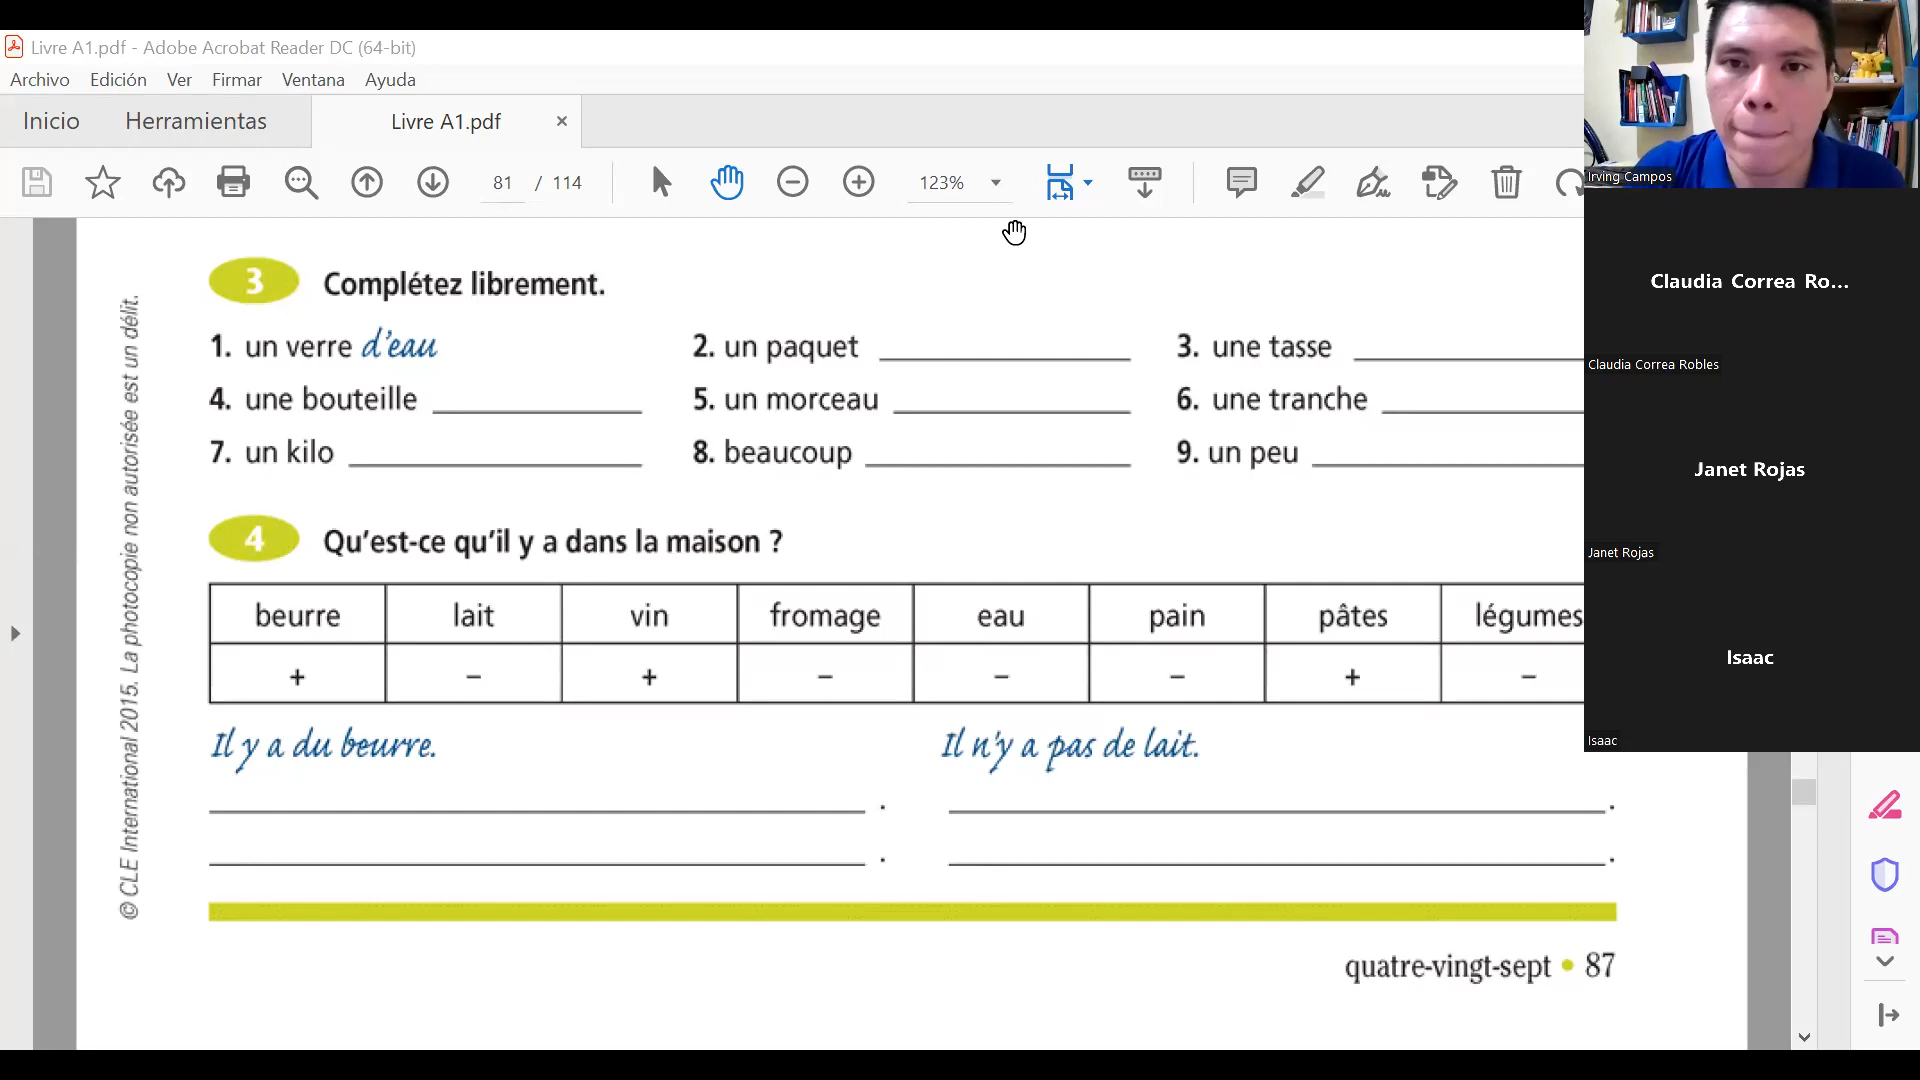 Livre A1.pdf - Adobe Acrobat Reader DC (64-bit)
Archivo Edición Ver Firmar Ventana Ayuda
Inicio Herramientas Livre A1.pdf ×
81 / 114 123%
Irving Campos
3 Complétez librement.
1. un verre d'eau 2. un paquet 3. une tasse
4. une bouteille 5. un morceau 6. une tranche
7. un kilo 8. beaucoup 9. un peu
4 Qu'est-ce qu'il y a dans la maison ?
beurre lait vin fromage eau pain pâtes légumes
+ – + – – – + –
Il y a du beurre. Il n'y a pas de lait.
. .
. .
quatre-vingt-sept • 87
© CLE International 2015. La photocopie non autorisée est un délit.
Claudia Correa Ro...
Claudia Correa Robles
Janet Rojas
Janet Rojas
Isaac
Isaac